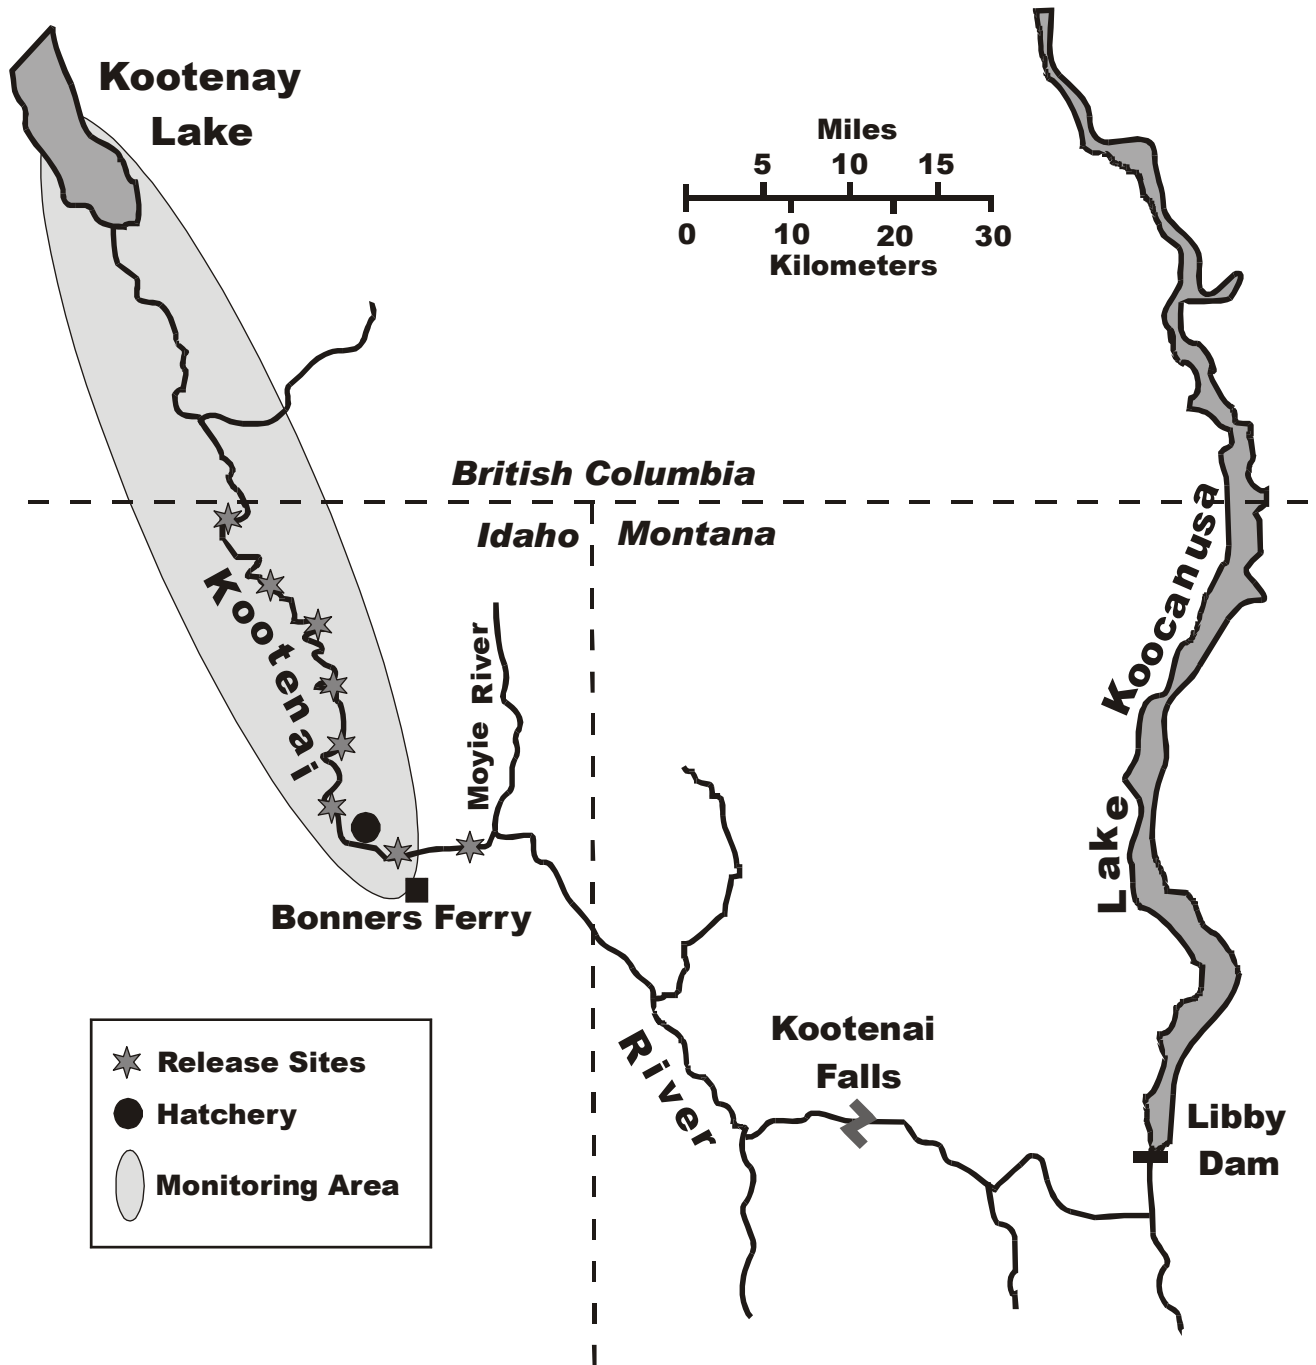 Kootenay
Lake
Miles
5 10 15
0 10 20 30
Kilometers
British Columbia
Idaho Montana
Kootenai
Moyie River
Lake Koocanusa
Bonners Ferry
River
Kootenai
Falls
Libby
Dam
Release Sites
Hatchery
Monitoring Area